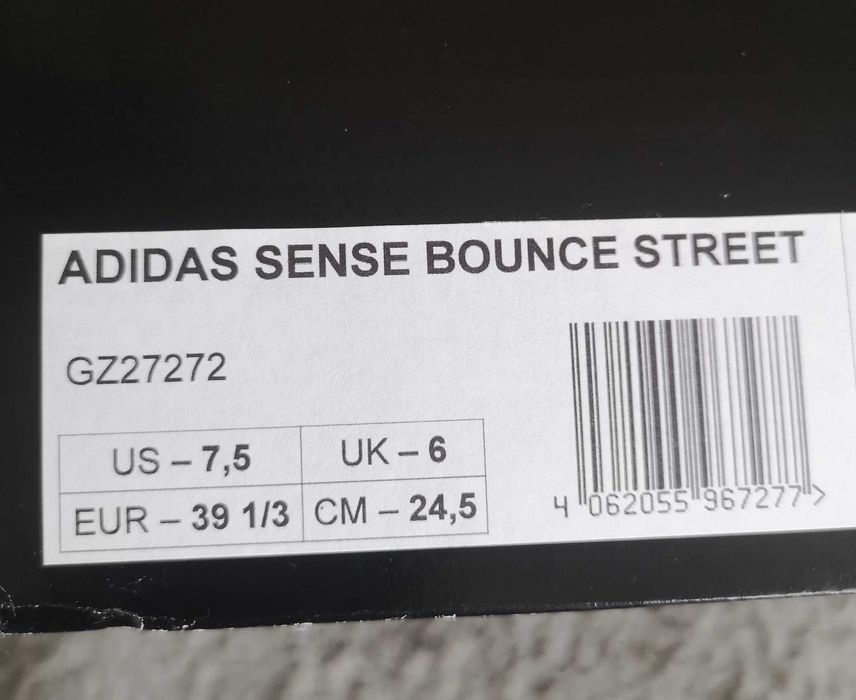 ADIDAS SENSE BOUNCE STREET
GZ27272
US – 7,5 UK – 6
EUR – 39 1/3 CM – 24,5
4 062055 967277 >